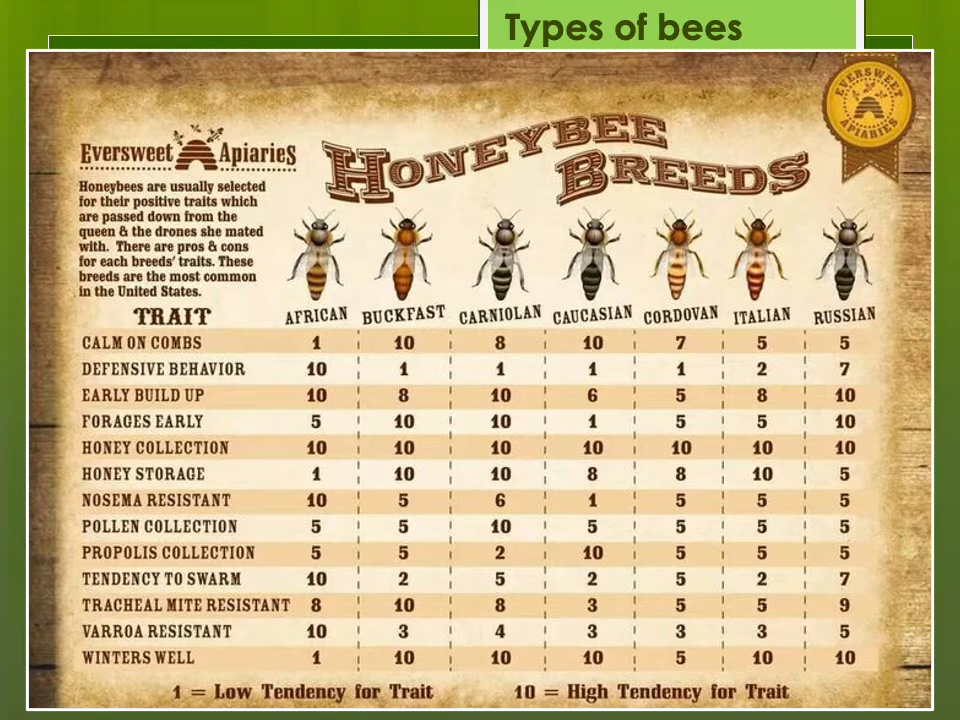 Types of bees
EVERSWEET
APIARIES
Eversweet Apiaries
HONEYBEE
BREEDS
Honeybees are usually selected
for their positive traits which
are passed down from the
queen & the drones she mated
with. There are pros & cons
for each breeds' traits. These
breeds are the most common
in the United States.
TRAIT AFRICAN BUCKFAST CARNIOLAN CAUCASIAN CORDOVAN ITALIAN RUSSIAN
CALM ON COMBS 1 10 8 10 7 5 5
DEFENSIVE BEHAVIOR 10 1 1 1 1 2 7
EARLY BUILD UP 10 8 10 6 5 8 10
FORAGES EARLY 5 10 10 1 5 5 10
HONEY COLLECTION 10 10 10 10 10 10 10
HONEY STORAGE 1 10 10 8 8 10 5
NOSEMA RESISTANT 10 5 6 1 5 5 5
POLLEN COLLECTION 5 5 10 5 5 5 5
PROPOLIS COLLECTION 5 5 2 10 5 5 5
TENDENCY TO SWARM 10 2 5 2 5 2 7
TRACHEAL MITE RESISTANT 8 10 8 3 5 5 9
VARROA RESISTANT 10 3 4 3 3 3 5
WINTERS WELL 1 10 10 10 5 10 10
1 = Low Tendency for Trait 10 = High Tendency for Trait